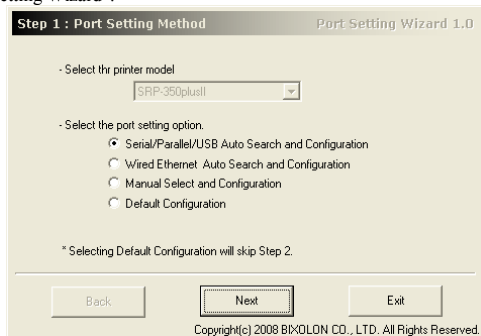 Step 1 : Port Setting Method Port Setting Wizard 1.0
- Select thr printer model
SRP-350plusII
- Select the port setting option.
Serial/Parallel/USB Auto Search and Configuration
Wired Ethernet Auto Search and Configuration
Manual Select and Configuration
Default Configuration
* Selecting Default Configuration will skip Step 2.
Back Next Exit
Copyright(c) 2008 BIXOLON CO., LTD. All Rights Reserved.